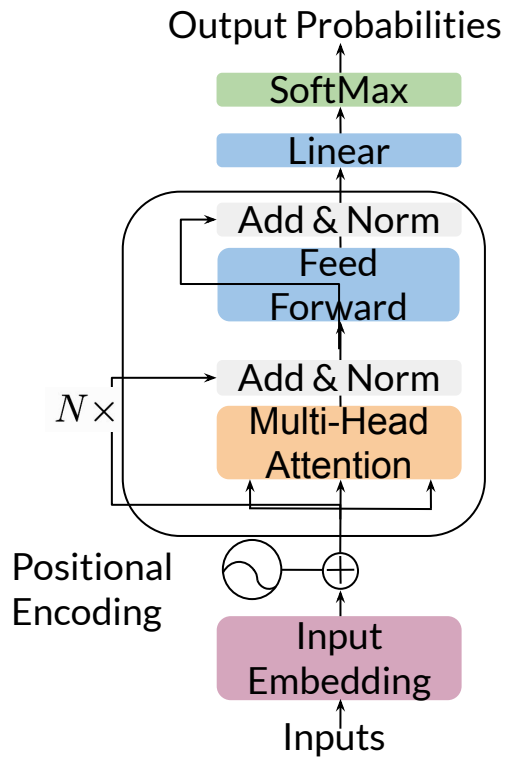 Output Probabilities
SoftMax
Linear
Add & Norm
Feed
Forward
Add & Norm
N×
Multi-Head
Attention
Positional
Encoding
Input
Embedding
Inputs